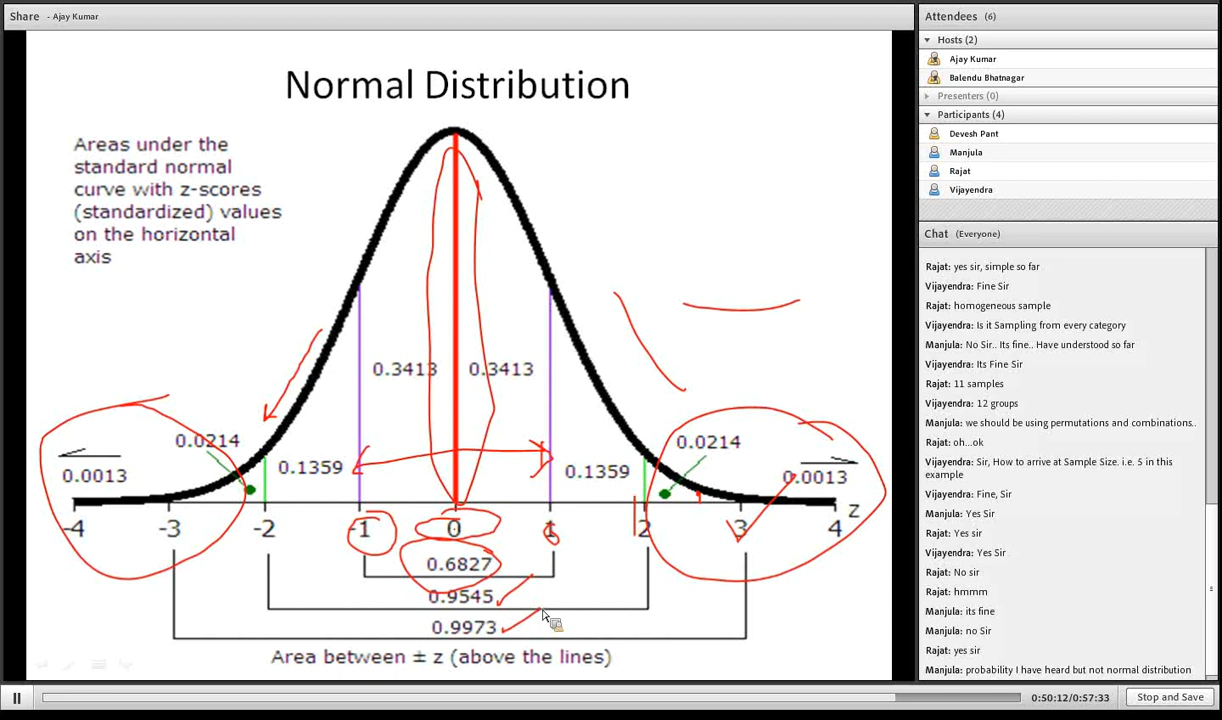 Share - Ajay Kumar
Normal Distribution
Areas under the
standard normal
curve with z-scores
(standardized) values
on the horizontal
axis
0.3413 0.3413
0.0214 0.0214
0.0013 0.1359 0.1359 0.0013
-4 -3 -2 -1 0 1 2 3 4 z
0.6827
0.9545
0.9973
Area between ± z (above the lines)
Attendees (6)
Hosts (2)
Ajay Kumar
Balendu Bhatnagar
Presenters (0)
Participants (4)
Devesh Pant
Manjula
Rajat
Vijayendra
Chat (Everyone)
Rajat: yes sir, simple so far
Vijayendra: Fine Sir
Rajat: homogeneous sample
Vijayendra: Is it Sampling from every category
Manjula: No Sir.. Its fine.. Have understood so far
Vijayendra: Its Fine Sir
Rajat: 11 samples
Vijayendra: 12 groups
Manjula: we should be using permutations and combinations..
Rajat: oh...ok
Vijayendra: Sir, How to arrive at Sample Size. i.e. 5 in this
example
Vijayendra: Fine, Sir
Manjula: Yes Sir
Rajat: Yes sir
Vijayendra: Yes Sir
Rajat: No sir
Rajat: hmmm
Manjula: its fine
Manjula: no Sir
Rajat: yes sir
Manjula: probability I have heard but not normal distribution
0:50:12/0:57:33 Stop and Save